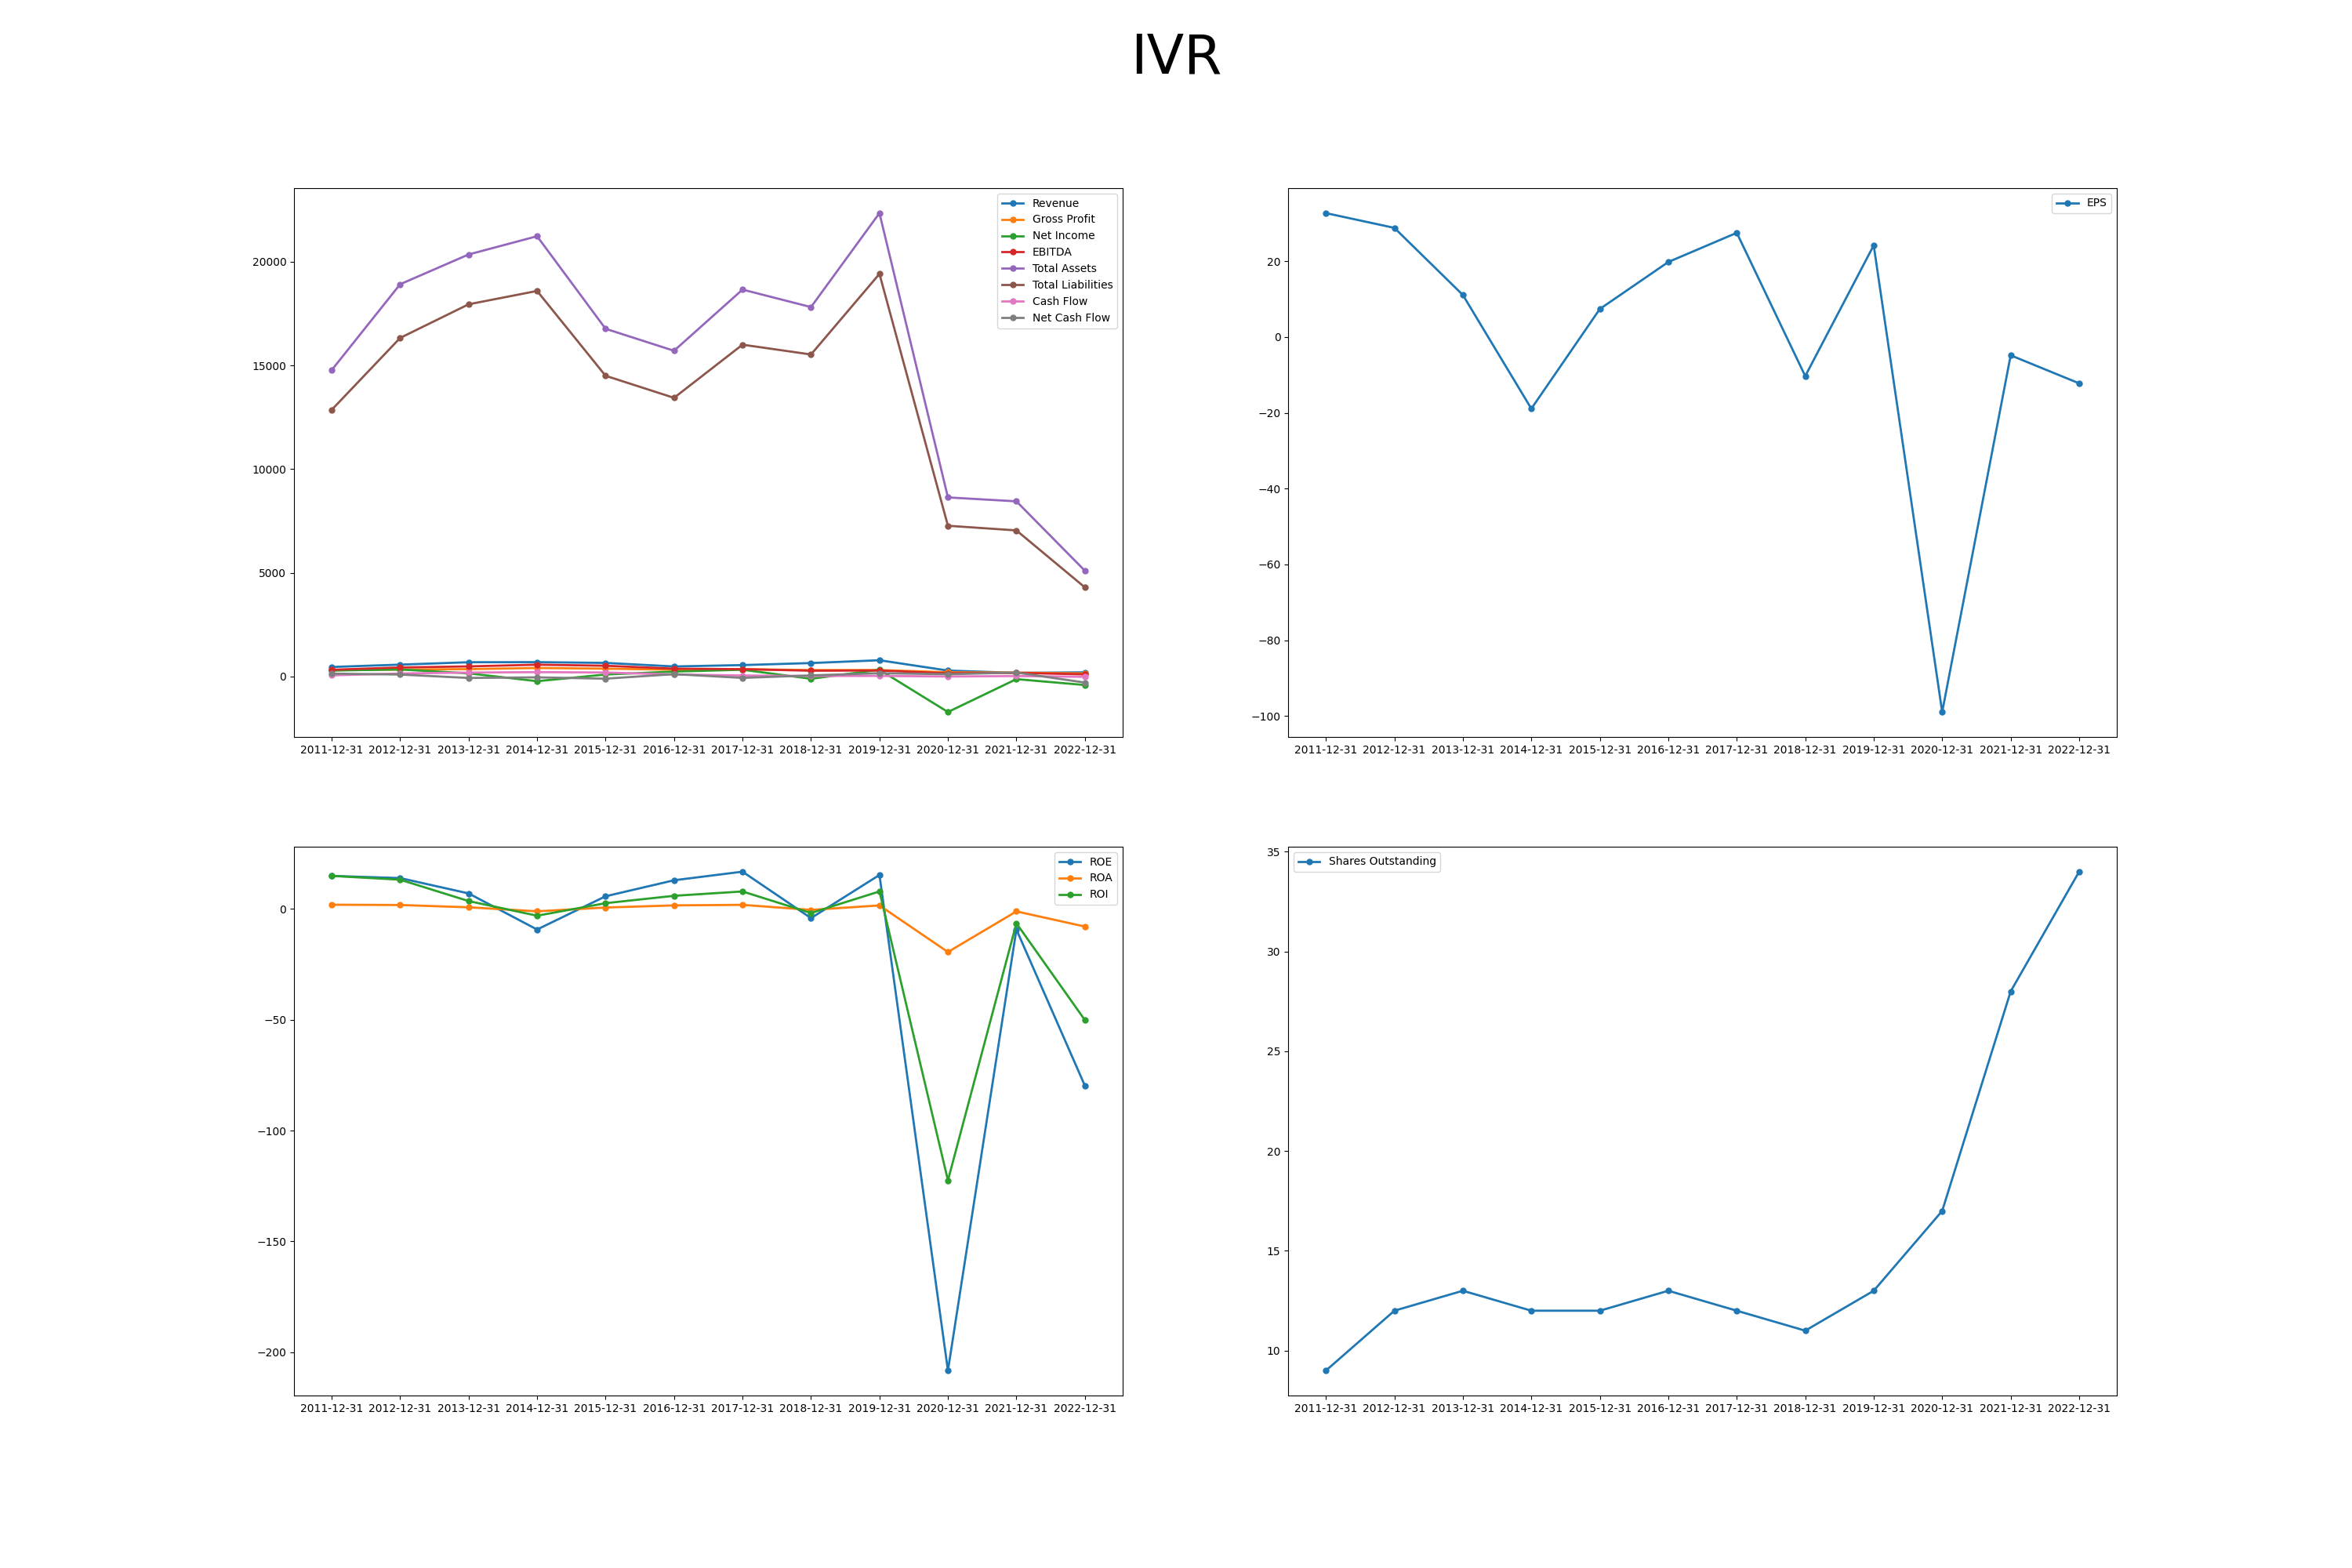 IVR
Revenue
Gross Profit
Net Income
EBITDA
Total Assets
Total Liabilities
Cash Flow
Net Cash Flow
20000
15000
10000
5000
0
2011-12-31 2012-12-31 2013-12-31 2014-12-31 2015-12-31 2016-12-31 2017-12-31 2018-12-31 2019-12-31 2020-12-31 2021-12-31 2022-12-31
EPS
20
0
−20
−40
−60
−80
−100
2011-12-31 2012-12-31 2013-12-31 2014-12-31 2015-12-31 2016-12-31 2017-12-31 2018-12-31 2019-12-31 2020-12-31 2021-12-31 2022-12-31
ROE
ROA
ROI
0
−50
−100
−150
−200
2011-12-31 2012-12-31 2013-12-31 2014-12-31 2015-12-31 2016-12-31 2017-12-31 2018-12-31 2019-12-31 2020-12-31 2021-12-31 2022-12-31
Shares Outstanding
35
30
25
20
15
10
2011-12-31 2012-12-31 2013-12-31 2014-12-31 2015-12-31 2016-12-31 2017-12-31 2018-12-31 2019-12-31 2020-12-31 2021-12-31 2022-12-31